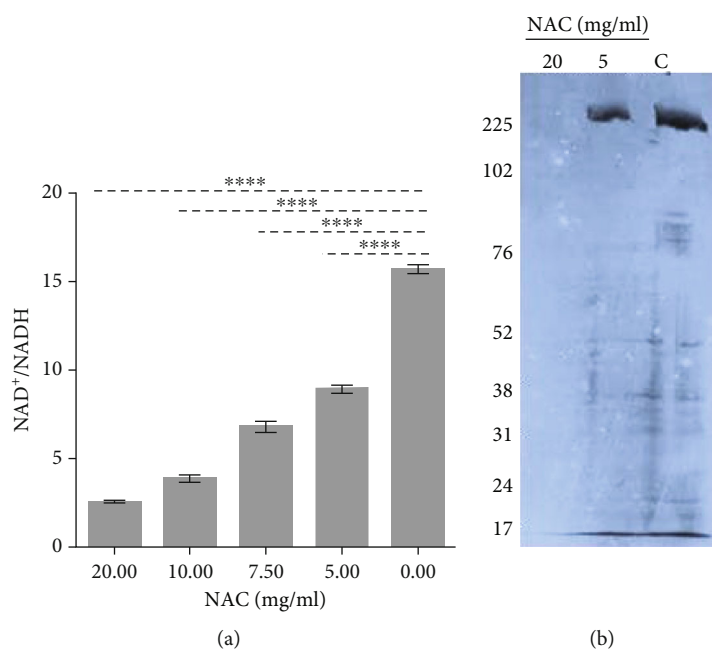 ****
****
****
****
20
15
10
5
0
NAD+/NADH
20.00 10.00 7.50 5.00 0.00
NAC (mg/ml)
(a)
NAC (mg/ml)
20 5 C
225
102
76
52
38
31
24
17
(b)